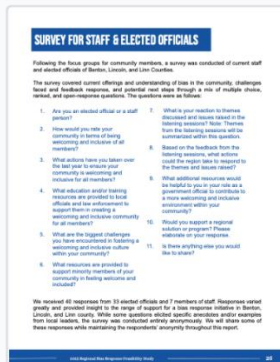 SURVEY FOR STAFF & ELECTED OFFICIALS
Following the focus groups for community members, a survey was conducted of current staff
and elected officials of Benton, Lincoln, and Linn Counties.
The survey covered current offerings and understanding of bias in the community, challenges
faced and feedback response, and potential next steps through a mix of multiple choice,
ranked, and open-response questions. The questions were as follows:
1. Are you an elected official or a staff
person?
2. How would you rate your
community in terms of being
welcoming and inclusive of all
members?
3. What actions have you taken over
the last year to ensure your
community is welcoming and
inclusive for all members?
4. What education and/or training
resources are provided to local
officials and law enforcement to
support them in creating a
welcoming and inclusive community
for all members?
5. What are the biggest challenges
you have encountered in fostering a
welcoming and inclusive culture
within your community?
6. What resources are provided to
support minority members of your
community in feeling welcome and
included?
7. What is your reaction to themes
discussed and issues raised in the
listening sessions? Note: Themes
from the listening sessions will be
summarized within this question.
8. Based on the feedback from the
listening sessions, what actions
could the region take to respond to
the themes and issues raised?
9. What additional resources would
be helpful to you in your role as a
government official to contribute to
a more welcoming and inclusive
environment within your
community?
10. Would you support a regional
solution or program? Please
elaborate on your response.
11. Is there anything else you would
like to share?
We received 40 responses from 33 elected officials and 7 members of staff. Responses varied
greatly and provided insight to the range of support for a bias response initiative in Benton,
Lincoln, and Linn county. While some questions elicited specific anecdotes and/or examples
from local leaders, the survey was conducted entirely anonymously. We will share some of
these responses while maintaining the respondents' anonymity throughout this report.
Regional Bias Response Feasibility Study